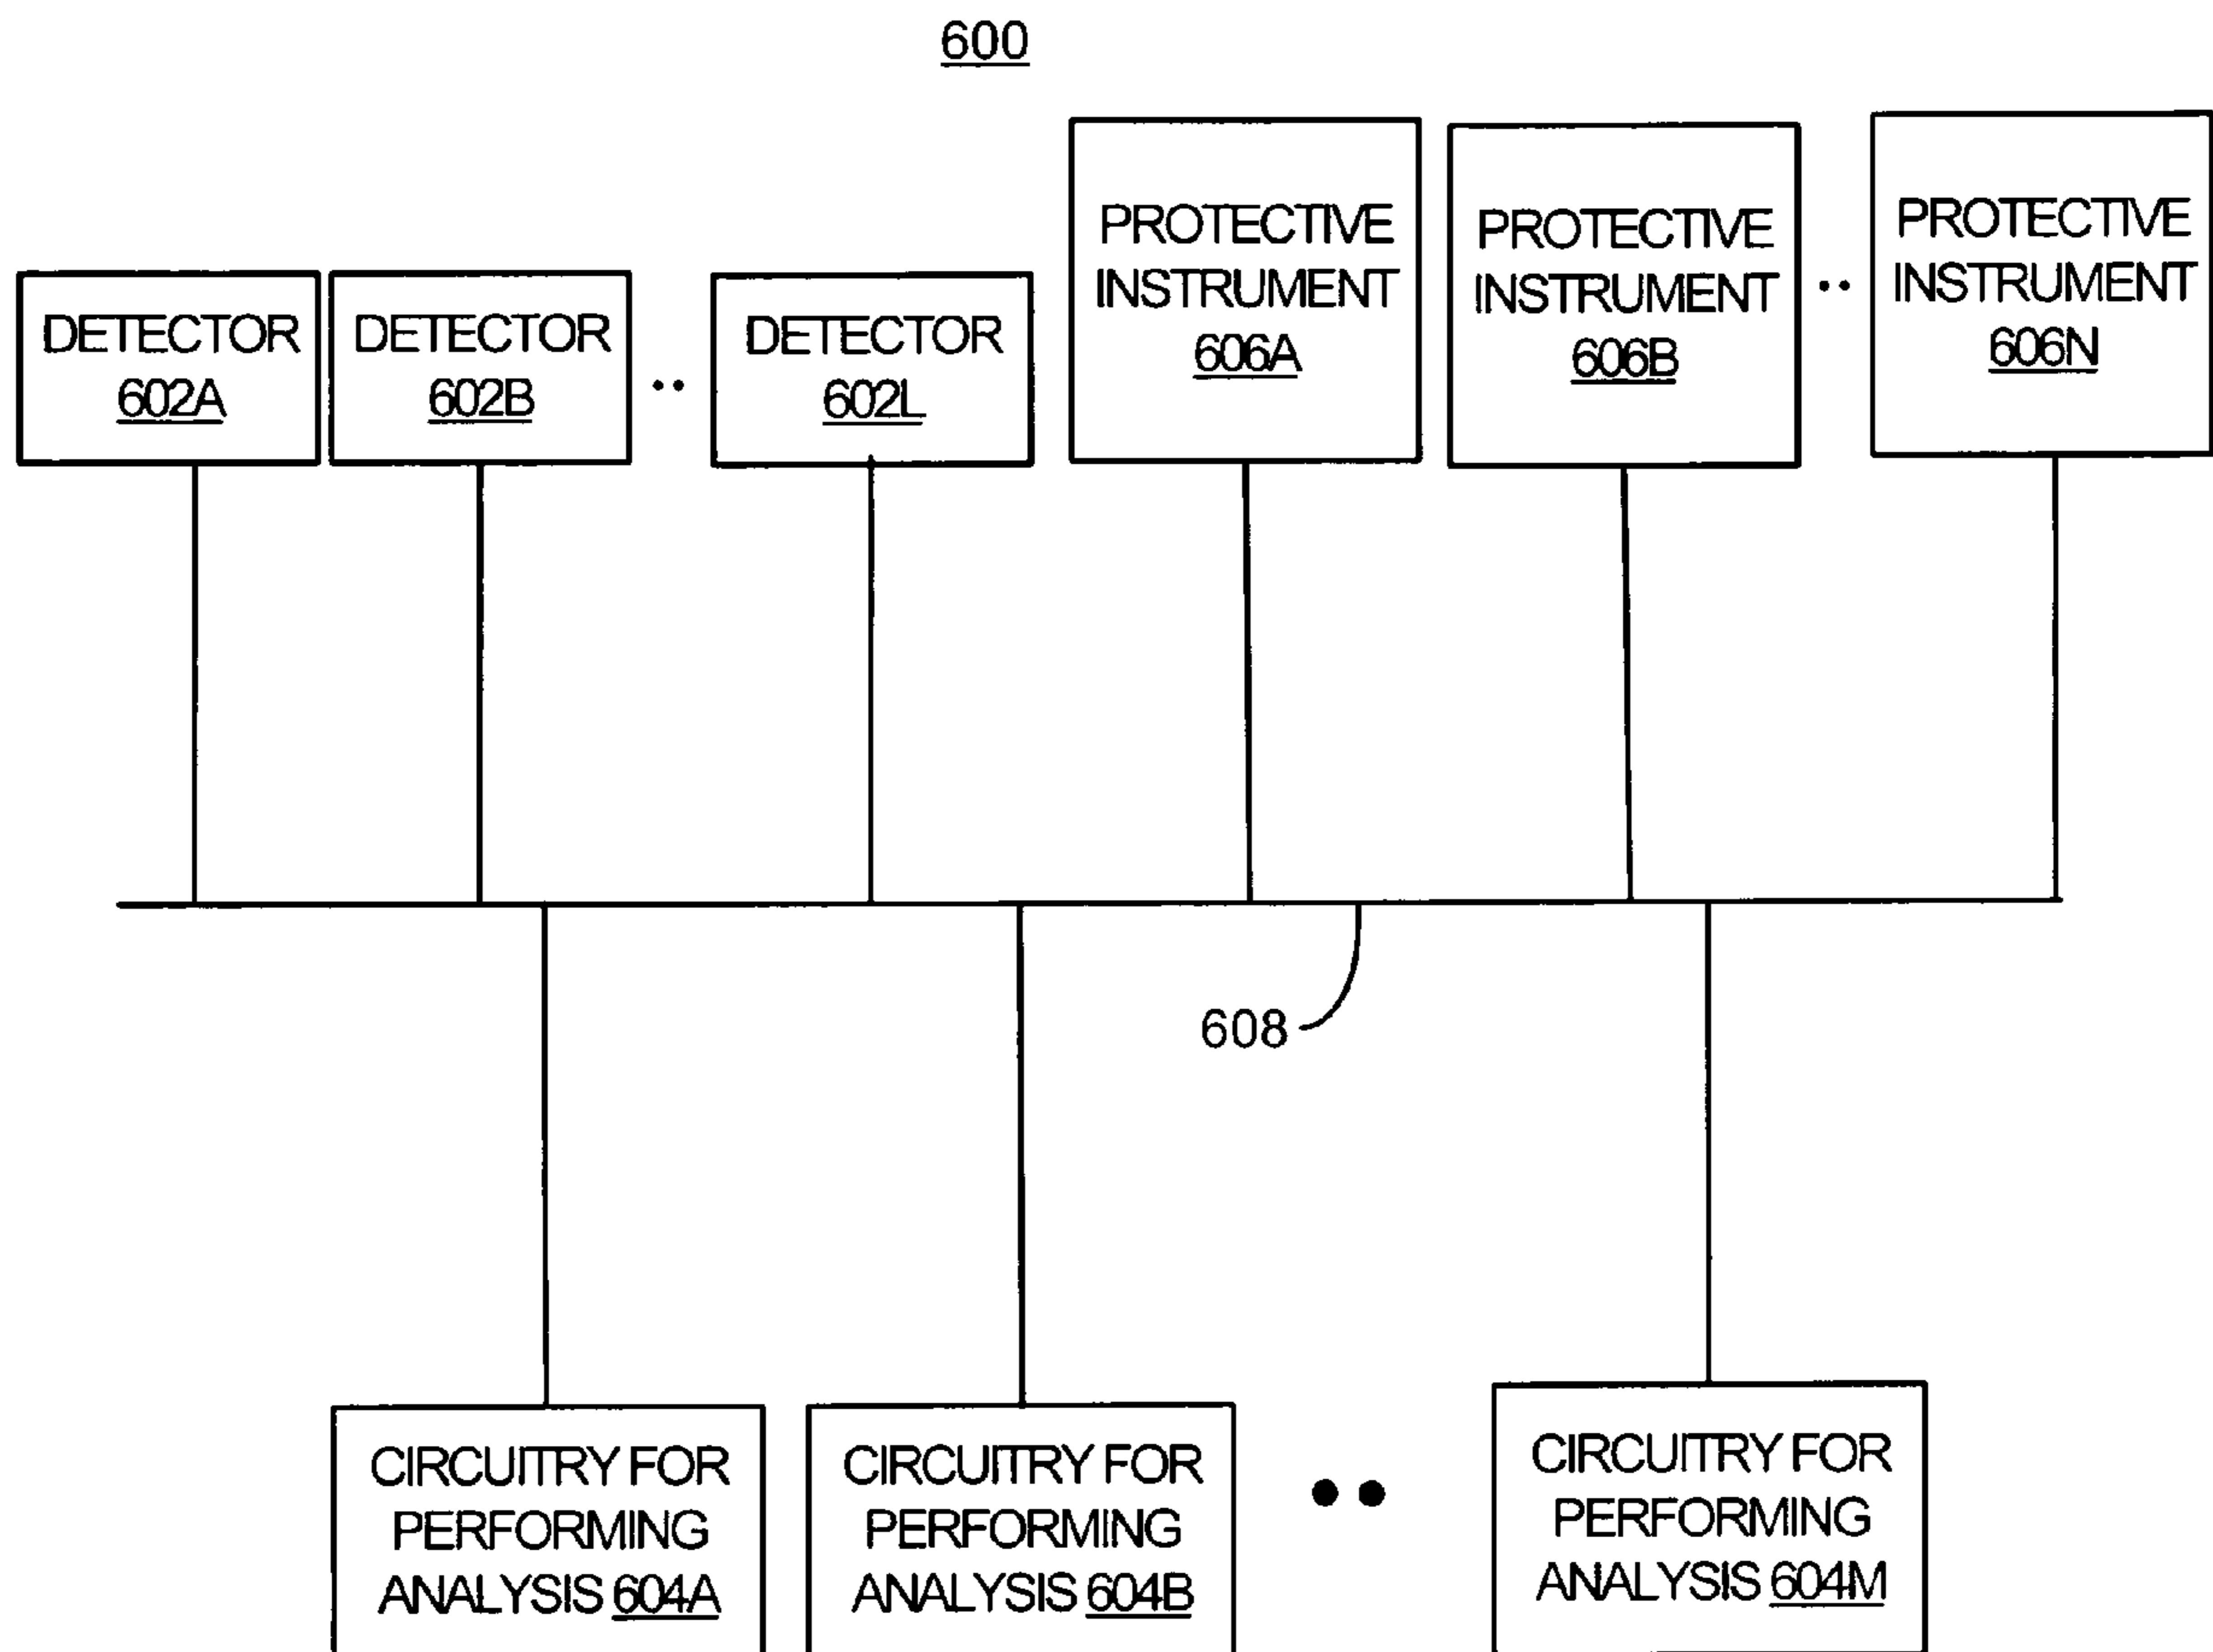 600
DETECTOR
602A
DETECTOR
602B
DETECTOR
602L
PROTECTIVE
INSTRUMENT
606A
PROTECTIVE
INSTRUMENT
606B
PROTECTIVE
INSTRUMENT
606N
608
CIRCUITRY FOR
PERFORMING
ANALYSIS 604A
CIRCUITRY FOR
PERFORMING
ANALYSIS 604B
CIRCUITRY FOR
PERFORMING
ANALYSIS 604M